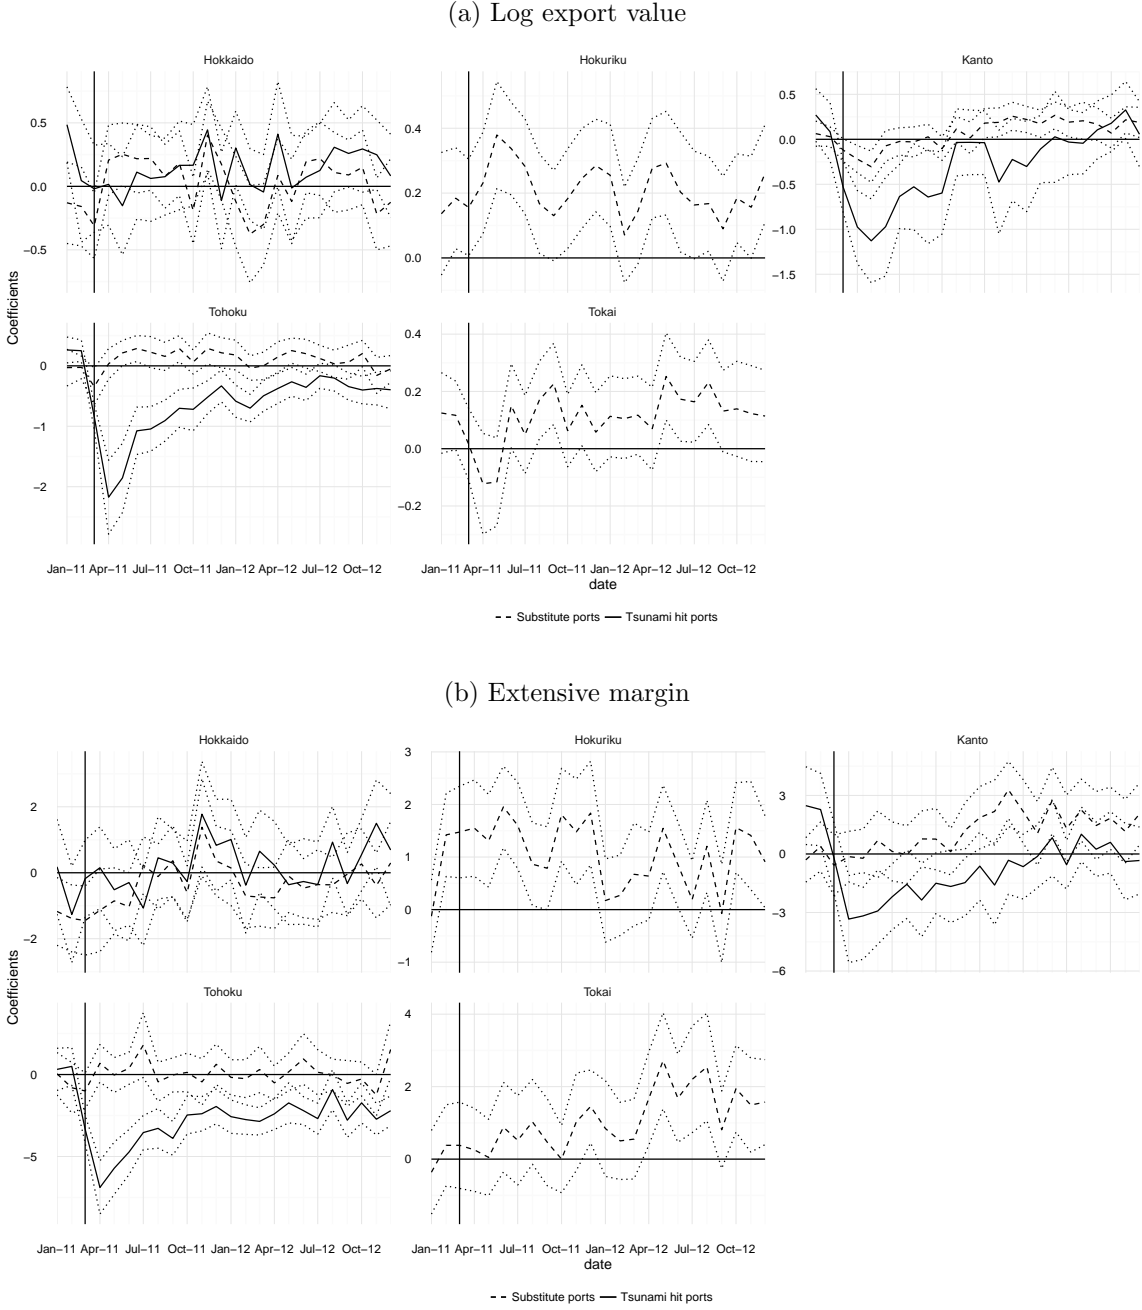 (a) Log export value
Hokkaido Hokuriku Kanto
0.5
0.0
−0.5
0.4
0.2
0.0
0.5
0.0
−0.5
−1.0
−1.5
Coefficients
Tohoku Tokai
0
−1
−2
0.4
0.2
0.0
−0.2
Jan−11 Apr−11 Jul−11 Oct−11 Jan−12 Apr−12 Jul−12 Oct−12 Jan−11 Apr−11 Jul−11 Oct−11 Jan−12 Apr−12 Jul−12 Oct−12
date
Substitute ports Tsunami hit ports
(b) Extensive margin
Hokkaido Hokuriku Kanto
2
0
−2
3
2
1
0
−1
3
0
−3
−6
Coefficients
Tohoku Tokai
0
−5
4
2
0
Jan−11 Apr−11 Jul−11 Oct−11 Jan−12 Apr−12 Jul−12 Oct−12 Jan−11 Apr−11 Jul−11 Oct−11 Jan−12 Apr−12 Jul−12 Oct−12
date
Substitute ports Tsunami hit ports